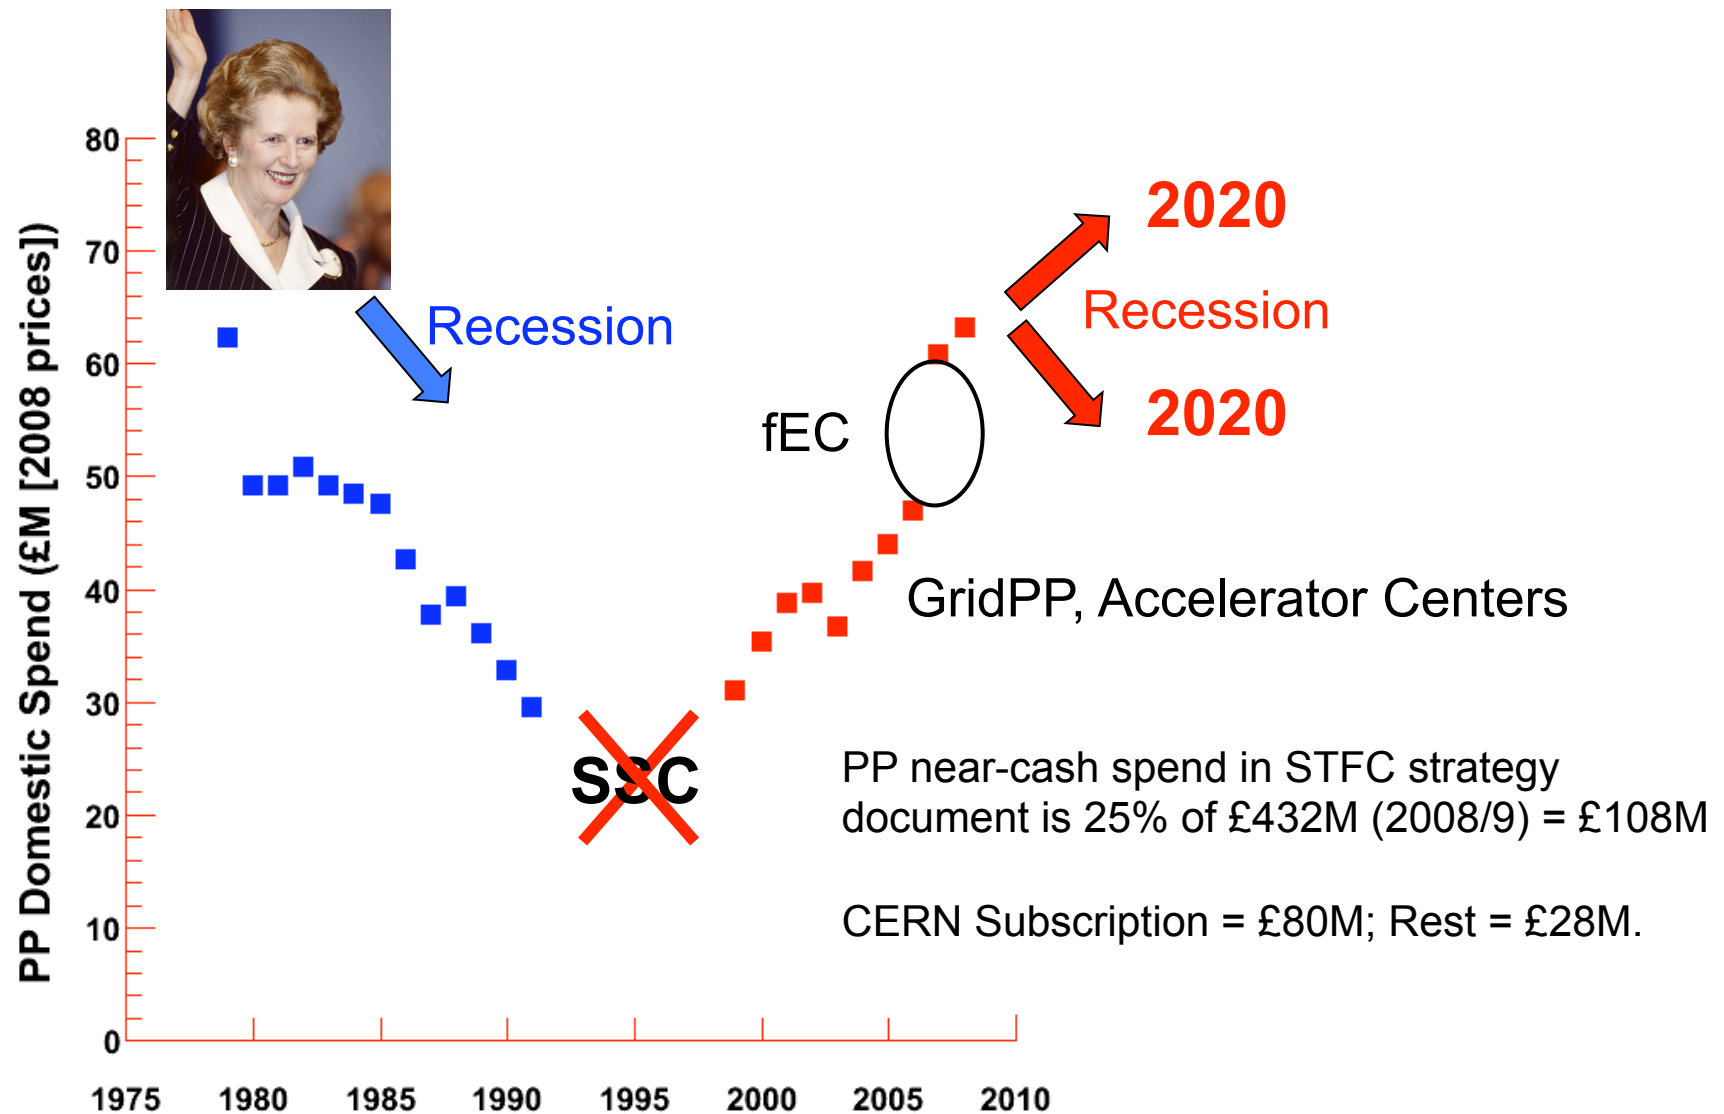 80
70
60
50
40
30
20
10
0
PP Domestic Spend (£M [2008 prices])
Recession
2020
Recession
2020
fEC
GridPP, Accelerator Centers
SSC
PP near-cash spend in STFC strategy
document is 25% of £432M (2008/9) = £108M
CERN Subscription = £80M; Rest = £28M.
1975 1980 1985 1990 1995 2000 2005 2010